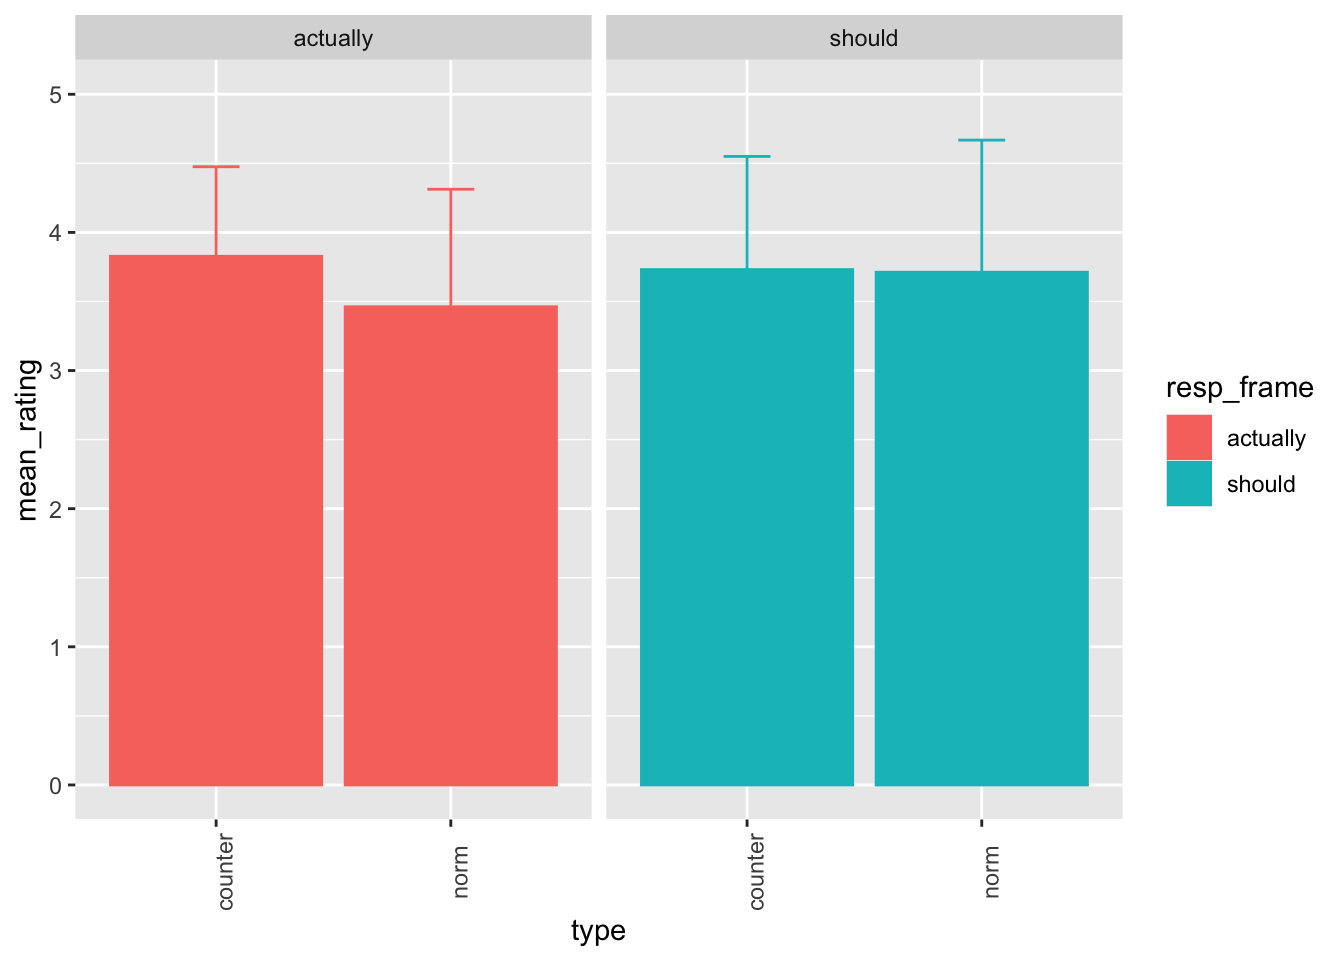 actually
should
mean_rating
5
4
3
2
1
0
counter
norm
counter
norm
type
resp_frame
actually
should